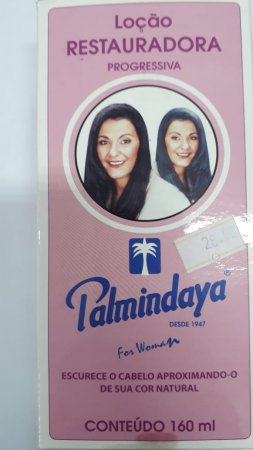 Loção
RESTAURADORA
PROGRESSIVA
Palmindaya
®
DESDE 1947
For Woman
ESCURECE O CABELO APROXIMANDO-O
DE SUA COR NATURAL
CONTEÚDO 160 ml